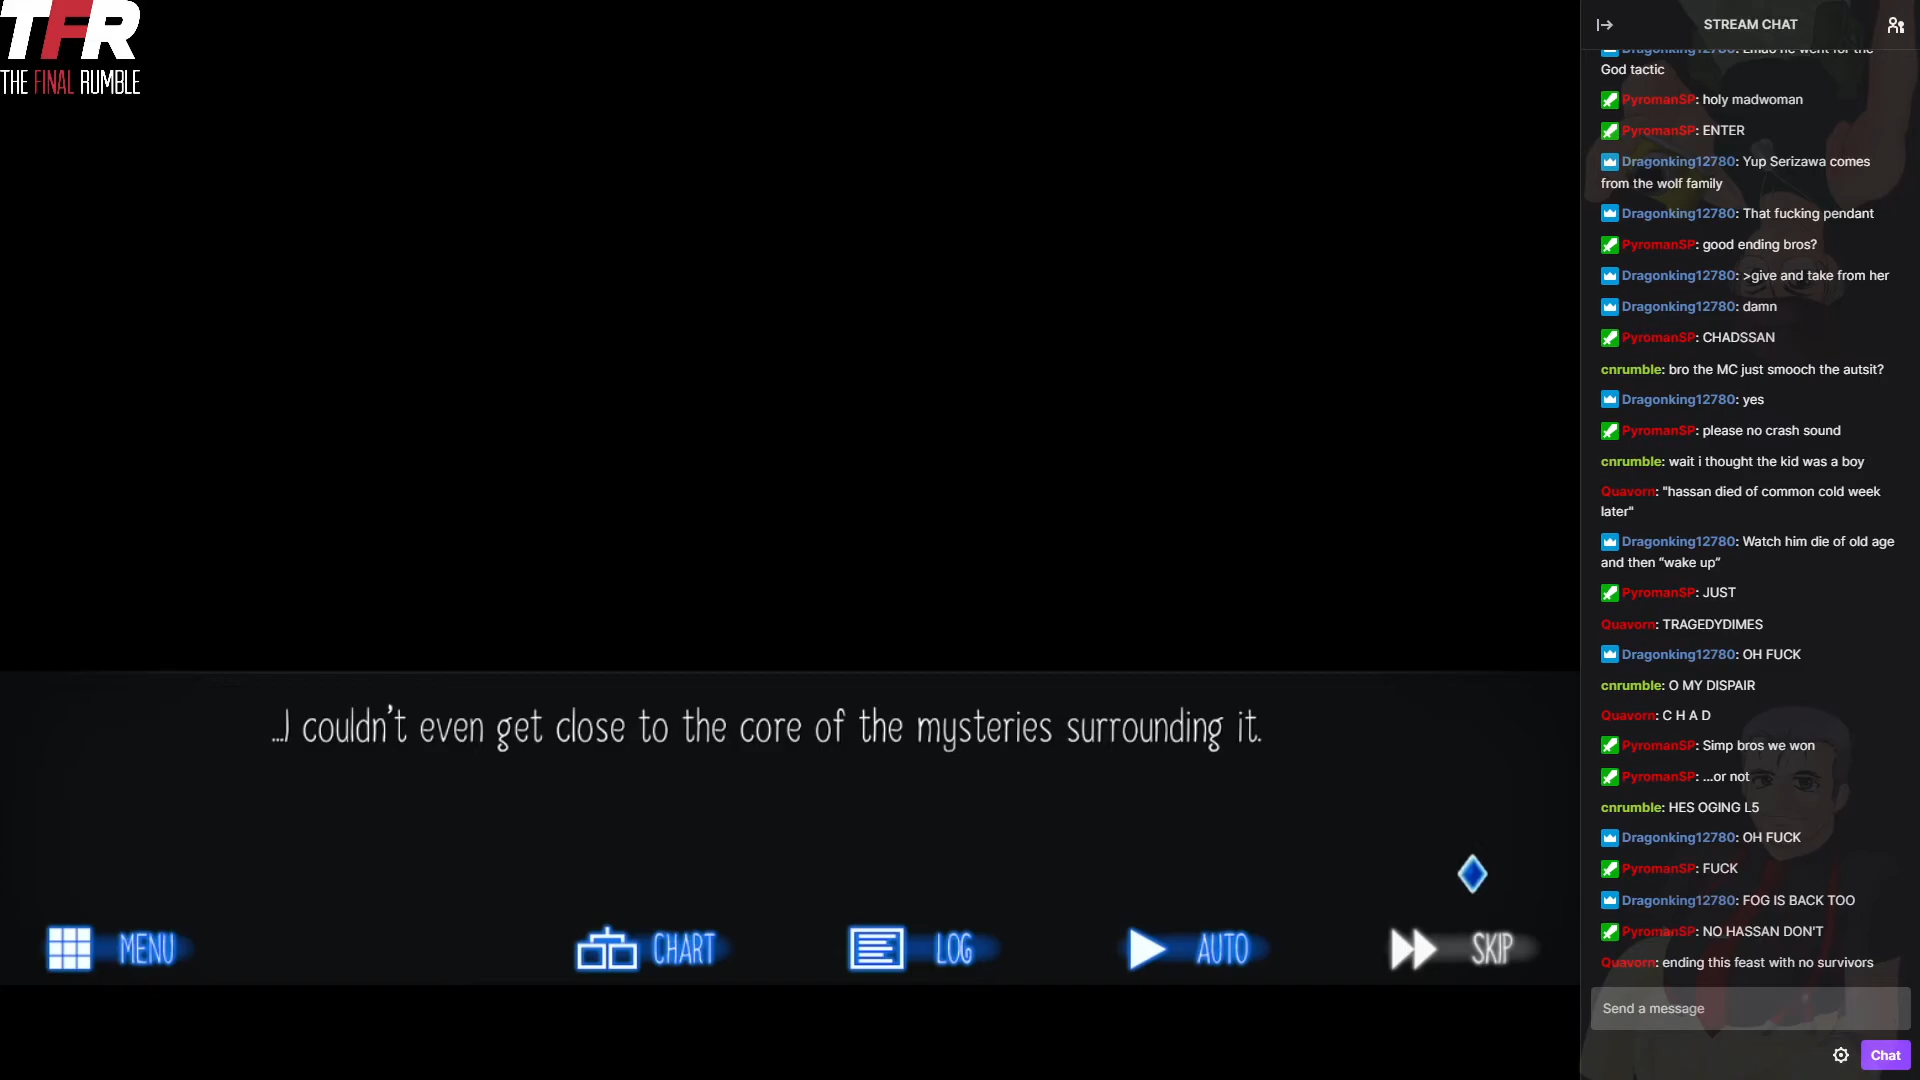 TFR
THE FINAL RUMBLE
...I couldn't even get close to the core of the mysteries surrounding it.
MENU
CHART
LOG
AUTO
SKIP
STREAM CHAT
Dragonking12780: Lmao he went for the
God tactic
PyromanSP: holy madwoman
PyromanSP: ENTER
Dragonking12780: Yup Serizawa comes
from the wolf family
Dragonking12780: That fucking pendant
PyromanSP: good ending bros?
Dragonking12780: >give and take from her
Dragonking12780: damn
PyromanSP: CHADSSAN
cnrumble: bro the MC just smooch the autsit?
Dragonking12780: yes
PyromanSP: please no crash sound
cnrumble: wait i thought the kid was a boy
Quavorn: "hassan died of common cold week
later"
Dragonking12780: Watch him die of old age
and then “wake up”
PyromanSP: JUST
Quavorn: TRAGEDYDIMES
Dragonking12780: OH FUCK
cnrumble: O MY DISPAIR
Quavorn: C H A D
PyromanSP: Simp bros we won
PyromanSP: ...or not
cnrumble: HES OGING L5
Dragonking12780: OH FUCK
PyromanSP: FUCK
Dragonking12780: FOG IS BACK TOO
PyromanSP: NO HASSAN DON'T
Quavorn: ending this feast with no survivors
Send a message
Chat